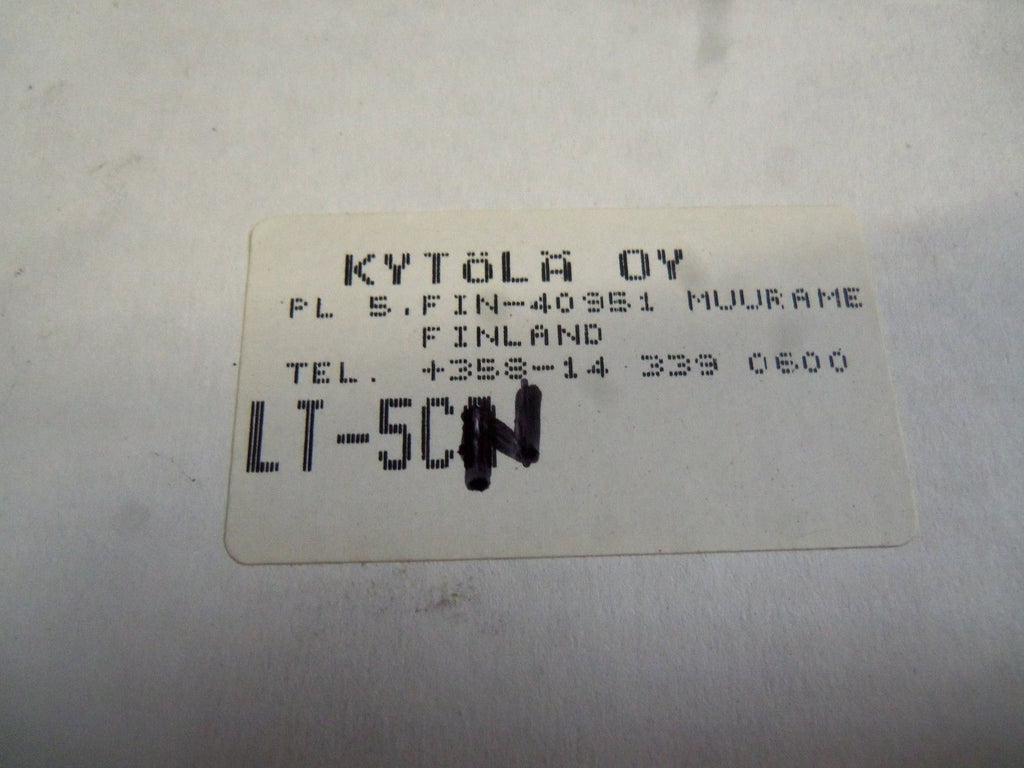 KYTÖLÄ OY
PL 5,FIN-40951 MUURAME
FINLAND
TEL. +358-14 339 0600
LT-5CN